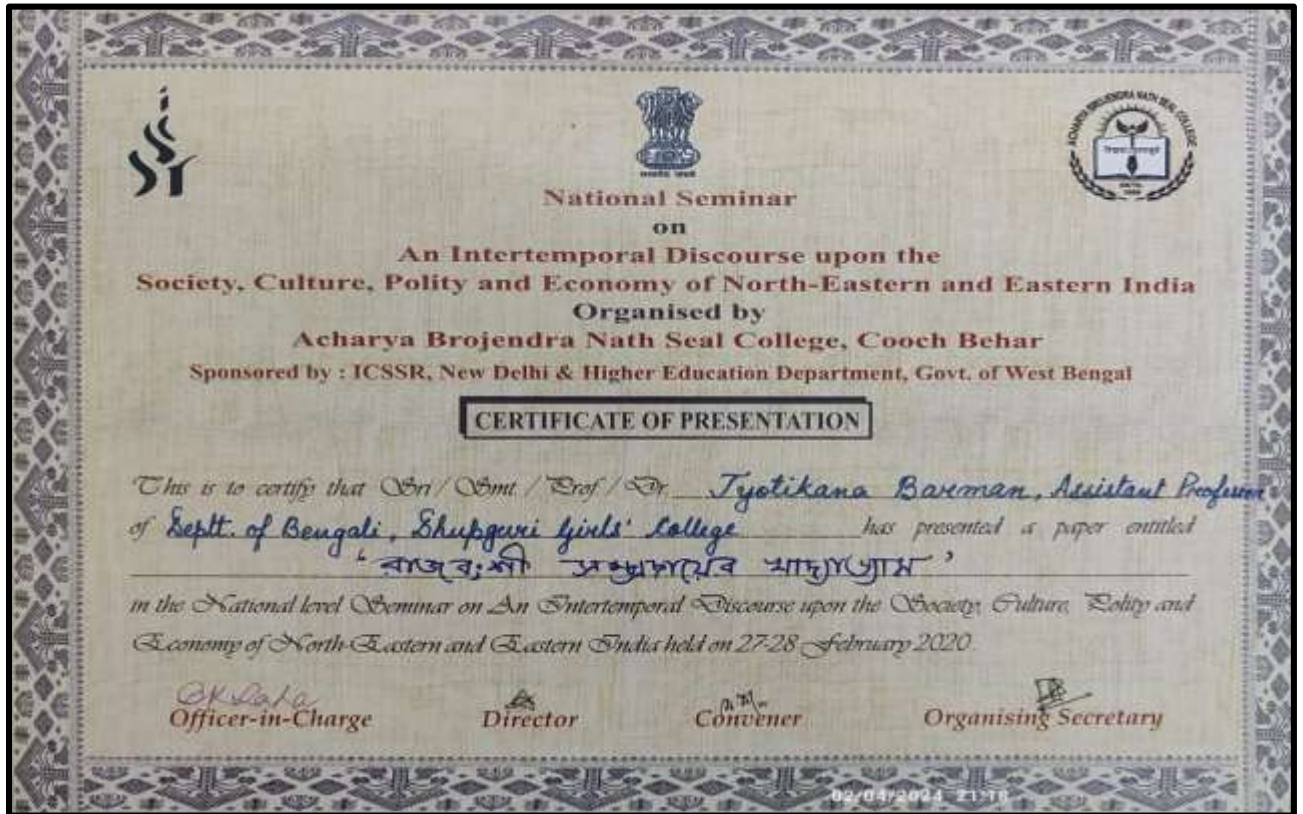 ACHARYA BROJENDRA NATH SEAL COLLEGE
National Seminar
on
An Intertemporal Discourse upon the
Society, Culture, Polity and Economy of North-Eastern and Eastern India
Organised by
Acharya Brojendra Nath Seal College, Cooch Behar
Sponsored by : ICSSR, New Delhi & Higher Education Department, Govt. of West Bengal
CERTIFICATE OF PRESENTATION
This is to certify that Sri / Smt. / Prof / Dr. Jyotikana Barman, Assistant Professor
of Deptt. of Bengali, Dhupguri Girls' College has presented a paper entitled
'রাজবংশী সম্প্রদায়ের খাদ্যাভ্যাস'
in the National level Seminar on An Intertemporal Discourse upon the Society, Culture, Polity and
Economy of North-Eastern and Eastern India held on 27-28 February 2020.
Officer-in-Charge Director Convener Organising Secretary
02/04/2024 21:18